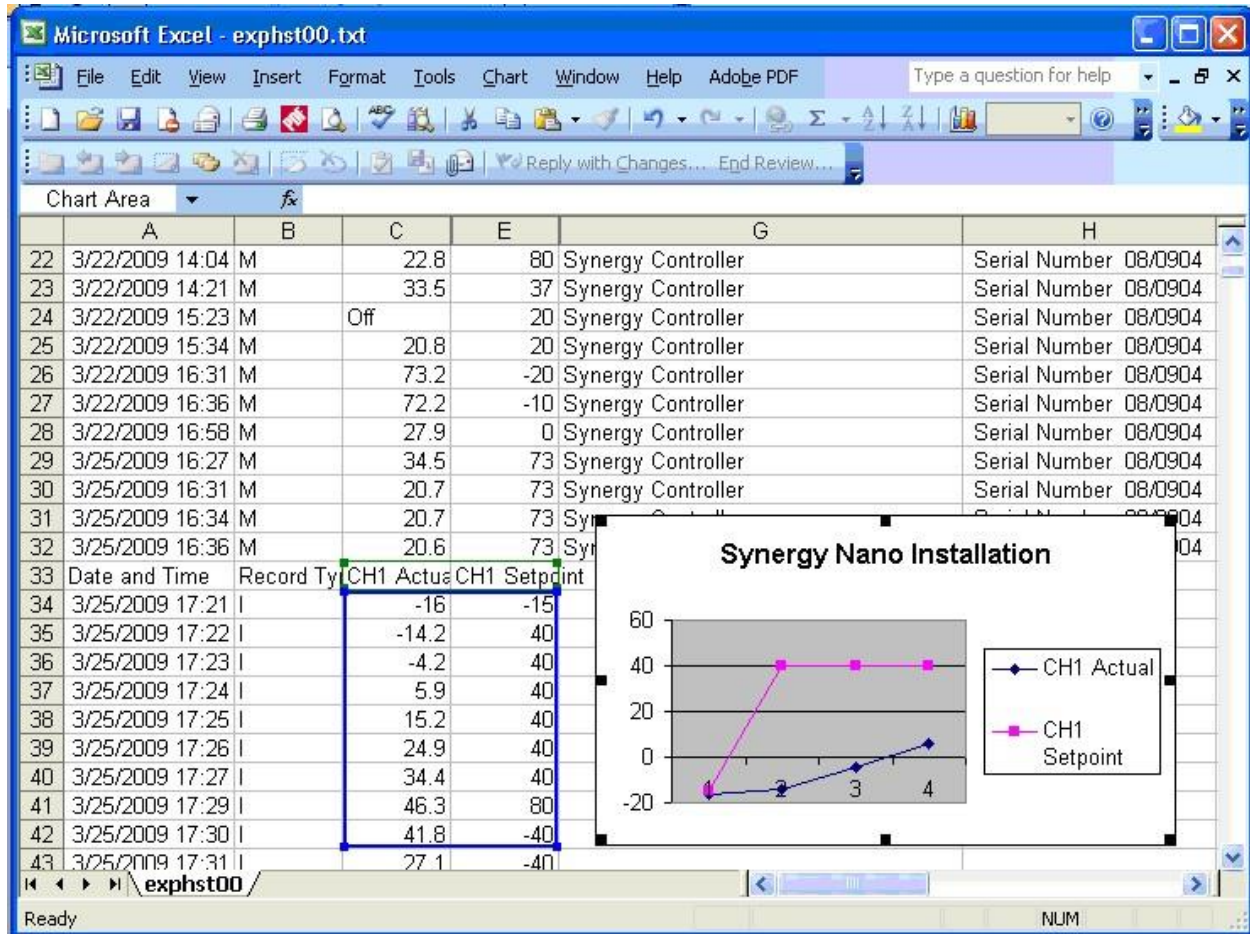 Microsoft Excel - exphst00.txt
File Edit View Insert Format Tools Chart Window Help Adobe PDF Type a question for help
Reply with Changes... End Review...
Chart Area fx
A B C E G H
22 3/22/2009 14:04 M 22.8 80 Synergy Controller Serial Number 08/0904
23 3/22/2009 14:21 M 33.5 37 Synergy Controller Serial Number 08/0904
24 3/22/2009 15:23 M Off 20 Synergy Controller Serial Number 08/0904
25 3/22/2009 15:34 M 20.8 20 Synergy Controller Serial Number 08/0904
26 3/22/2009 16:31 M 73.2 -20 Synergy Controller Serial Number 08/0904
27 3/22/2009 16:36 M 72.2 -10 Synergy Controller Serial Number 08/0904
28 3/22/2009 16:58 M 27.9 0 Synergy Controller Serial Number 08/0904
29 3/25/2009 16:27 M 34.5 73 Synergy Controller Serial Number 08/0904
30 3/25/2009 16:31 M 20.7 73 Synergy Controller Serial Number 08/0904
31 3/25/2009 16:34 M 20.7 73 Sy 04
32 3/25/2009 16:36 M 20.6 73 Syr 04
33 Date and Time Record Ty CH1 Actua CH1 Setpoint
34 3/25/2009 17:21 I -16 -15
35 3/25/2009 17:22 I -14.2 40
36 3/25/2009 17:23 I -4.2 40
37 3/25/2009 17:24 I 5.9 40
38 3/25/2009 17:25 I 15.2 40
39 3/25/2009 17:26 I 24.9 40
40 3/25/2009 17:27 I 34.4 40
41 3/25/2009 17:29 I 46.3 80
42 3/25/2009 17:30 I 41.8 -40
43 3/25/2009 17:31 I 27.1 -40
Synergy Nano Installation
60
40
20
0
-20
1 2 3 4
CH1 Actual
CH1
Setpoint
exphst00
Ready NUM